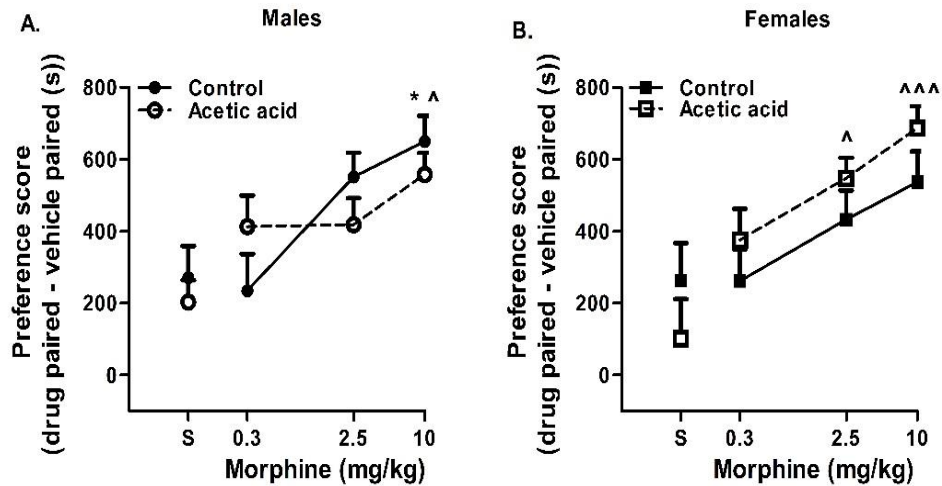 A.
Males
Preference score
(drug paired - vehicle paired (s))
Control
Acetic acid
* ^
800
600
400
200
0
S 0.3 2.5 10
Morphine (mg/kg)
B.
Females
Preference score
(drug paired - vehicle paired (s))
Control
Acetic acid
^^^
^
800
600
400
200
0
S 0.3 2.5 10
Morphine (mg/kg)